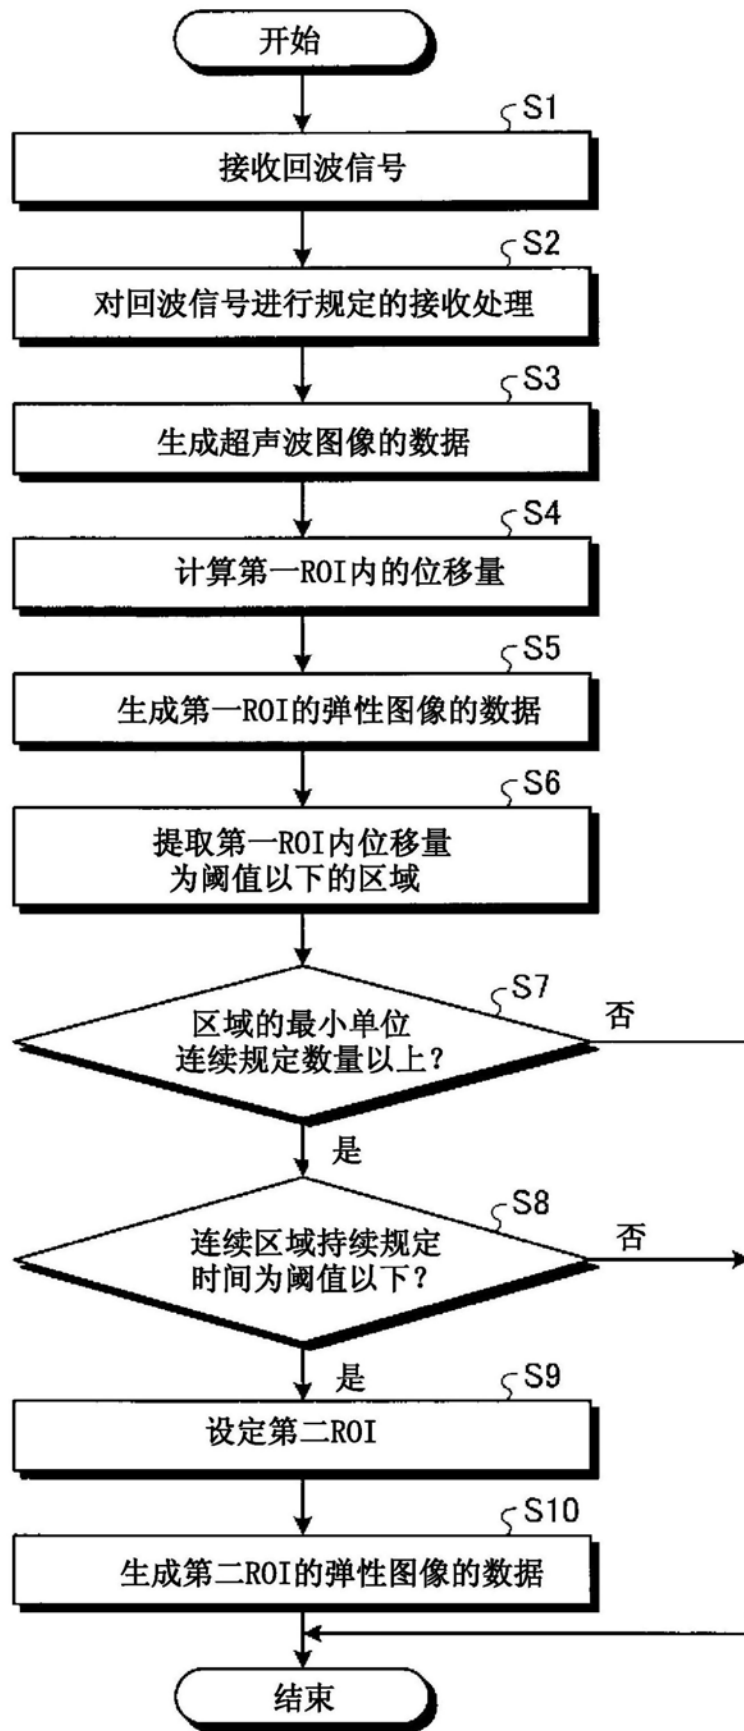 开始
S1
接收回波信号
S2
对回波信号进行规定的接收处理
S3
生成超声波图像的数据
S4
计算第一ROI内的位移量
S5
生成第一ROI的弹性图像的数据
S6
提取第一ROI内位移量
为阈值以下的区域
S7
否
区域的最小单位
连续规定数量以上?
是
S8
否
连续区域持续规定
时间为阈值以下?
是
S9
设定第二ROI
S10
生成第二ROI的弹性图像的数据
结束